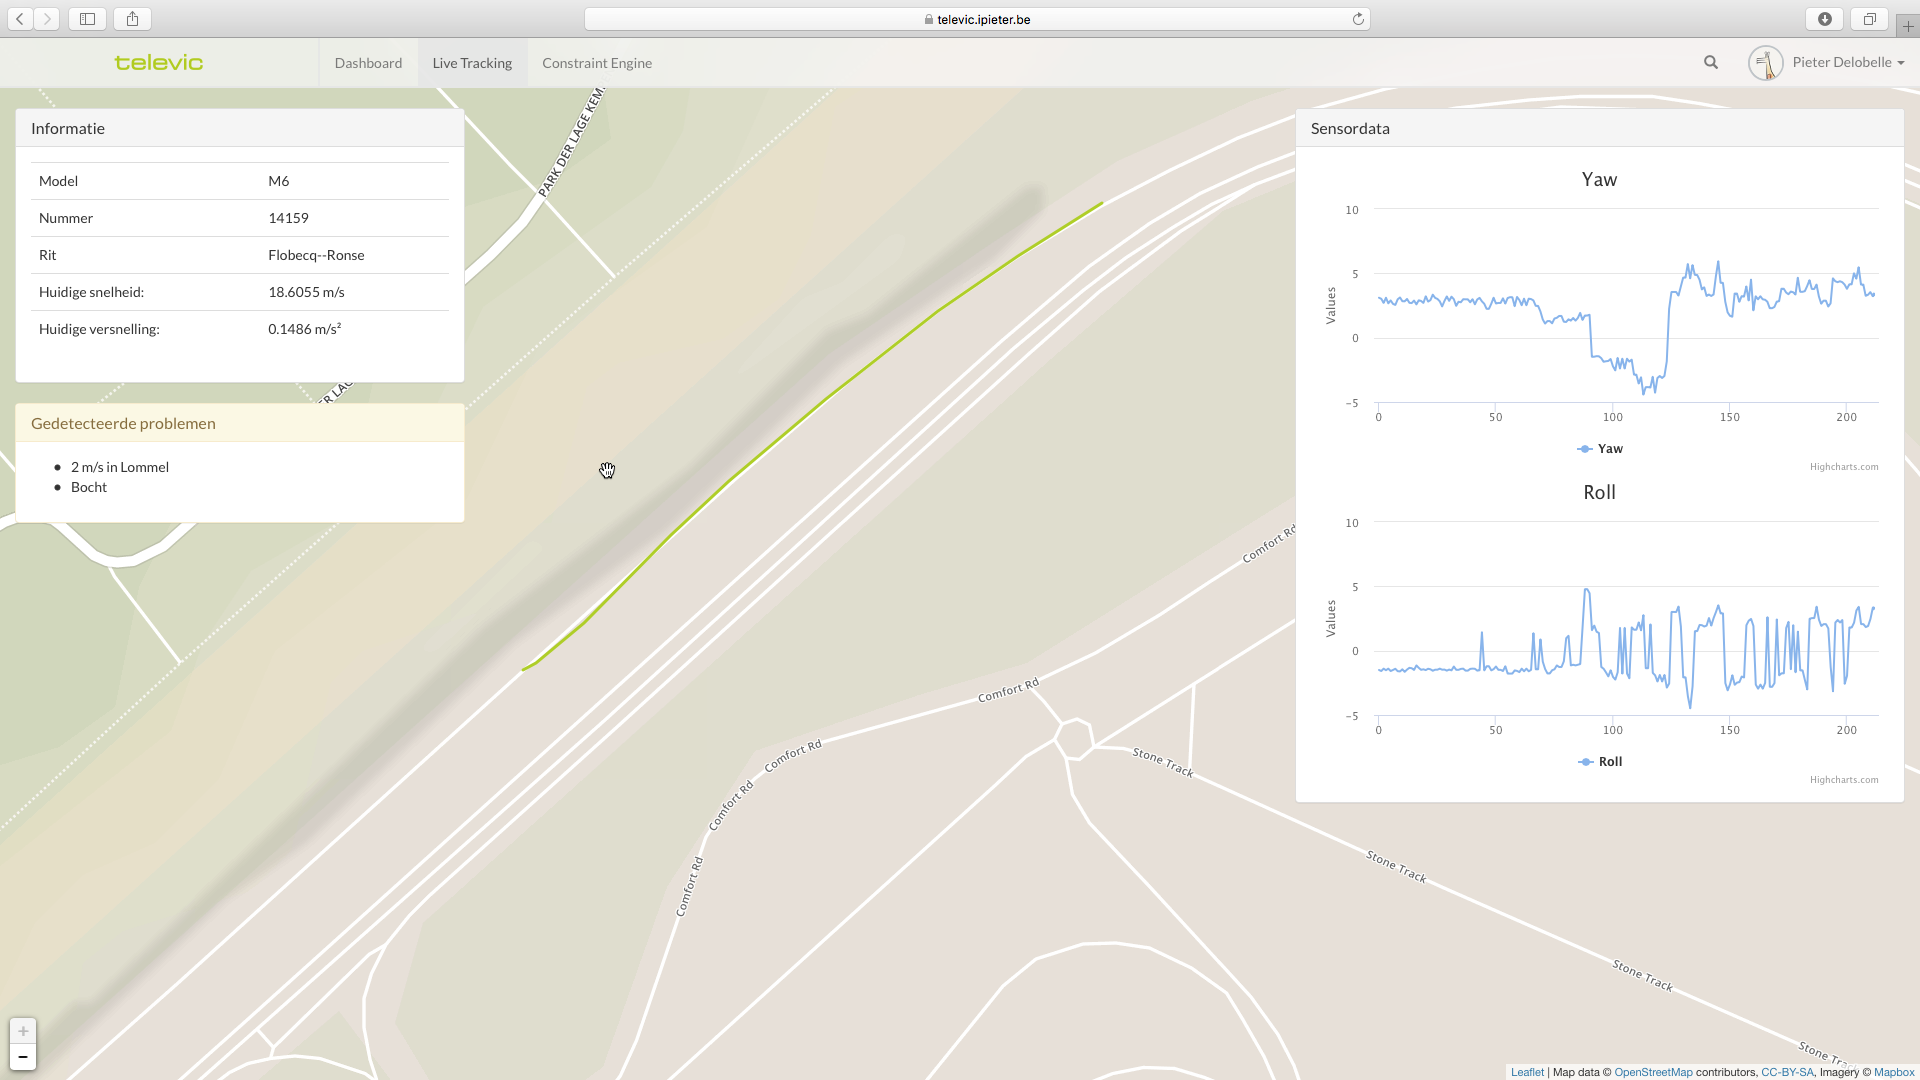 televic.ipieter.be
televic
Dashboard
Live Tracking
Constraint Engine
Pieter Delobelle
Informatie
Model M6
Nummer 14159
Rit Flobecq--Ronse
Huidige snelheid: 18.6055 m/s
Huidige versnelling: 0.1486 m/s²
Gedetecteerde problemen
2 m/s in Lommel
Bocht
PARK DER LAGE KEM
ER LAG
Comfort Rd
Comfort Rd
Comfort Rd
Comfort Rd
Comfort Rd
Stone Track
Stone Track
Stone Track
Stone Tra
Sensordata
Yaw
Values
10
5
0
−5
0 50 100 150 200
Yaw
Highcharts.com
Roll
Values
10
5
0
−5
0 50 100 150 200
Roll
Highcharts.com
+
−
Leaflet | Map data © OpenStreetMap contributors, CC-BY-SA, Imagery © Mapbox